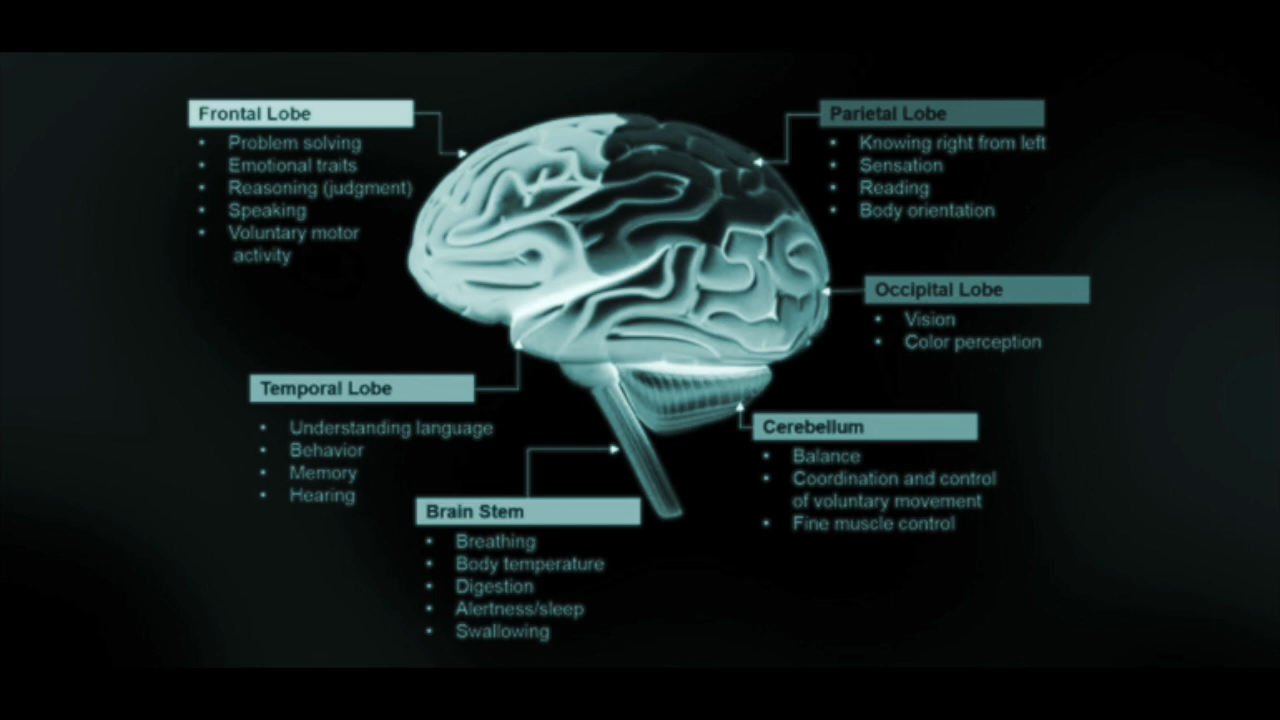 Frontal Lobe
• Problem solving
• Emotional traits
• Reasoning (judgment)
• Speaking
• Voluntary motor
activity
Parietal Lobe
• Knowing right from left
• Sensation
• Reading
• Body orientation
Occipital Lobe
• Vision
• Color perception
Temporal Lobe
• Understanding language
• Behavior
• Memory
• Hearing
Cerebellum
• Balance
• Coordination and control
of voluntary movement
• Fine muscle control
Brain Stem
• Breathing
• Body temperature
• Digestion
• Alertness/sleep
• Swallowing